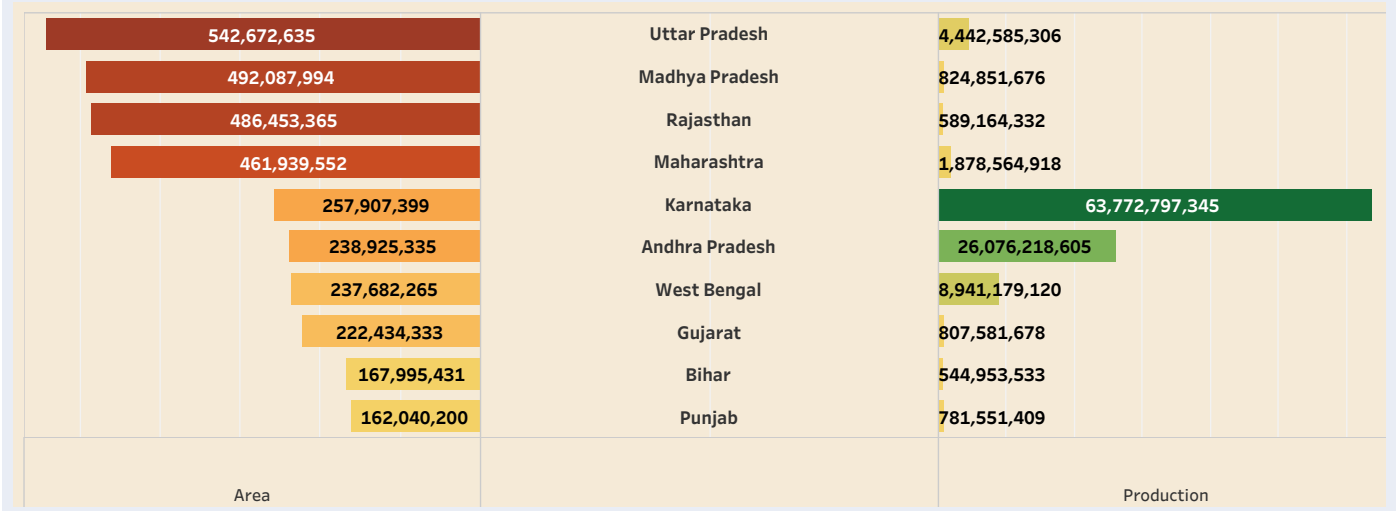 542,672,635 Uttar Pradesh 4,442,585,306
492,087,994 Madhya Pradesh 824,851,676
486,453,365 Rajasthan 589,164,332
461,939,552 Maharashtra 1,878,564,918
257,907,399 Karnataka 63,772,797,345
238,925,335 Andhra Pradesh 26,076,218,605
237,682,265 West Bengal 8,941,179,120
222,434,333 Gujarat 807,581,678
167,995,431 Bihar 544,953,533
162,040,200 Punjab 781,551,409
Area Production